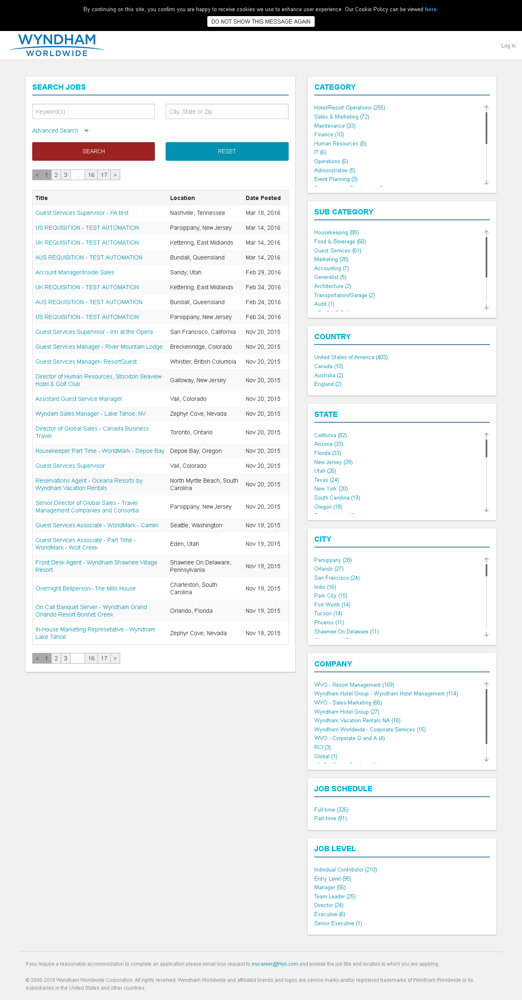 By continuing on this site, you confirm you are happy to receive cookies we use to enhance user experience. Our Cookie Policy can be viewed here.
DO NOT SHOW THIS MESSAGE AGAIN
WYNDHAM
WORLDWIDE
Log In
SEARCH JOBS
Keyword(s)
City, State or Zip
Advanced Search
SEARCH
RESET
< 1 2 3 ... 16 17 >
Title Location Date Posted
Guest Services Supervisor - PA test Nashville, Tennessee Mar 18, 2016
US REQUISITION - TEST AUTOMATION Parsippany, New Jersey Mar 14, 2016
UK REQUISITION - TEST AUTOMATION Kettering, East Midlands Mar 14, 2016
AUS REQUISITION - TEST AUTOMATION Bundall, Queensland Mar 14, 2016
Account Manager/Inside Sales Sandy, Utah Feb 29, 2016
UK REQUISITION - TEST AUTOMATION Kettering, East Midlands Feb 24, 2016
AUS REQUISITION - TEST AUTOMATION Bundall, Queensland Feb 24, 2016
US REQUISITION - TEST AUTOMATION Parsippany, New Jersey Feb 24, 2016
Guest Services Supervisor - Inn at the Opera San Francisco, California Nov 20, 2015
Guest Services Manager - River Mountain Lodge Breckenridge, Colorado Nov 20, 2015
Guest Services Manager- ResortQuest Whistler, British Columbia Nov 20, 2015
Director of Human Resources, Stockton Seaview
Hotel & Golf Club Galloway, New Jersey Nov 20, 2015
Assistant Guest Service Manager Vail, Colorado Nov 20, 2015
Wyndam Sales Manager - Lake Tahoe, NV Zephyr Cove, Nevada Nov 20, 2015
Director of Global Sales - Canada Business
Travel Toronto, Ontario Nov 20, 2015
Housekeeper Part Time - WorldMark - Depoe Bay Depoe Bay, Oregon Nov 20, 2015
Guest Services Supervisor Vail, Colorado Nov 20, 2015
Reservations Agent - Oceana Resorts by North Myrtle Beach, South
Wyndham Vacation Rentals Carolina Nov 20, 2015
Senior Director of Global Sales - Travel
Management Companies and Consortia Parsippany, New Jersey Nov 20, 2015
Guest Services Associate - WorldMark - Camlin Seattle, Washington Nov 19, 2015
Guest Services Associate - Part Time -
WorldMark - Wolf Creek Eden, Utah Nov 19, 2015
Front Desk Agent - Wyndham Shawnee Village Shawnee On Delaware,
Resort Pennsylvania Nov 19, 2015
Overnight Bellperson--The Mills House Charleston, South
Carolina Nov 19, 2015
On Call Banquet Server - Wyndham Grand
Orlando Resort Bonnet Creek Orlando, Florida Nov 19, 2015
In-House Marketing Represetative - Wyndham
Lake Tahoe Zephyr Cove, Nevada Nov 19, 2015
< 1 2 3 ... 16 17 >
CATEGORY
Hotel/Resort Operations (255)
Sales & Marketing (72)
Maintenance (33)
Finance (10)
Human Resources (8)
IT (6)
Operations (6)
Administrative (5)
Event Planning (3)
SUB CATEGORY
Housekeeping (85)
Food & Beverage (68)
Guest Services (61)
Marketing (28)
Accounting (7)
Generalist (5)
Architecture (2)
Transportation/Garage (2)
Audit (1)
COUNTRY
United States of America (403)
Canada (10)
Australia (2)
England (2)
STATE
California (82)
Arizona (33)
Florida (33)
New Jersey (29)
Utah (26)
Texas (24)
New York (20)
South Carolina (19)
Oregon (18)
CITY
Parsippany (28)
Orlando (27)
San Francisco (24)
Indio (16)
Park City (15)
Fort Worth (14)
Tucson (14)
Phoenix (11)
Shawnee On Delaware (11)
COMPANY
WVO - Resort Management (169)
Wyndham Hotel Group - Wyndham Hotel Management (114)
WVO - Sales-Marketing (66)
Wyndham Hotel Group (27)
Wyndham Vacation Rentals NA (16)
Wyndham Worldwide - Corporate Services (15)
WVO - Corporate G and A (4)
RCI (3)
Global (1)
JOB SCHEDULE
Full-time (326)
Part-time (91)
JOB LEVEL
Individual Contributor (210)
Entry Level (95)
Manager (56)
Team Leader (25)
Director (24)
Executive (6)
Senior Executive (1)
If you require a reasonable accommodation to complete an application please email your request to mycareer@Wyn.com and provide the job title and location to which you are applying.
© 2006-2016 Wyndham Worldwide Corporation. All rights reserved. Wyndham Worldwide and affiliated brands and logos are service marks and/or registered trademarks of Wyndham Worldwide or its
subsidiaries in the United States and other countries.